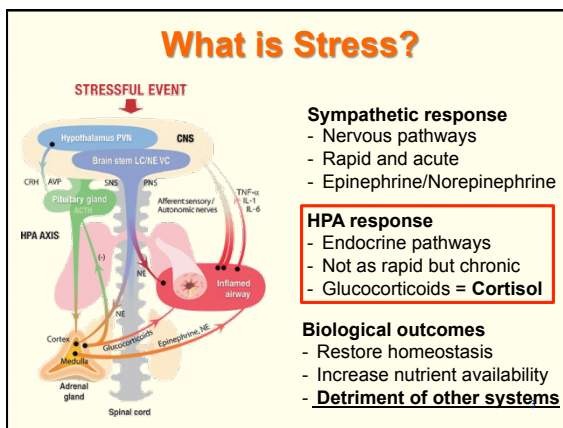 What is Stress?
STRESSFUL EVENT
Hypothalamus PVN
CNS
Brain stem LC/NE VC
CRH
AVP
SNS
PNS
Pituitary gland
ACTH
Afferent sensory/
Autonomic nerves
TNF-α
IL-1
IL-6
HPA AXIS
(-)
NE
Inflamed
airway
NE
Cortex
Glucocorticoids
Epinephrine, NE
Medulla
Adrenal
gland
Spinal cord
Sympathetic response
- Nervous pathways
- Rapid and acute
- Epinephrine/Norepinephrine
HPA response
- Endocrine pathways
- Not as rapid but chronic
- Glucocorticoids = Cortisol
Biological outcomes
- Restore homeostasis
- Increase nutrient availability
- Detriment of other systems